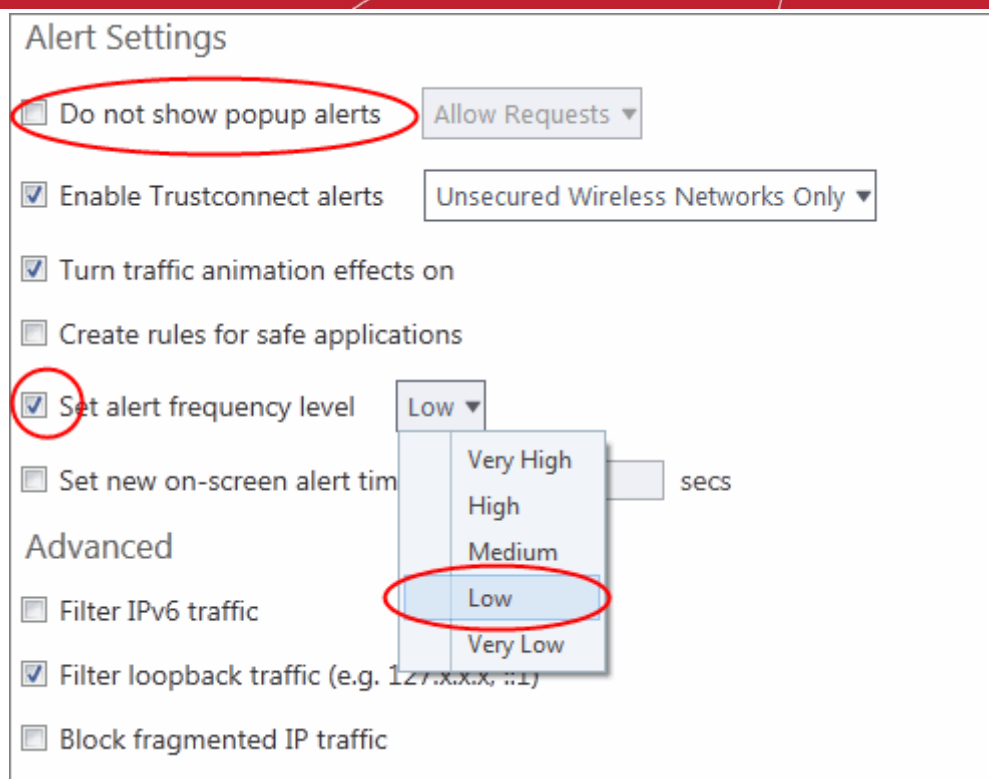 Alert Settings
Do not show popup alerts Allow Requests
Enable Trustconnect alerts Unsecured Wireless Networks Only
Turn traffic animation effects on
Create rules for safe applications
Set alert frequency level Low
Very High
Set new on-screen alert tim secs
High
Advanced
Medium
Low
Filter IPv6 traffic
Very Low
Filter loopback traffic (e.g. 127.x.x.x, ::1)
Block fragmented IP traffic